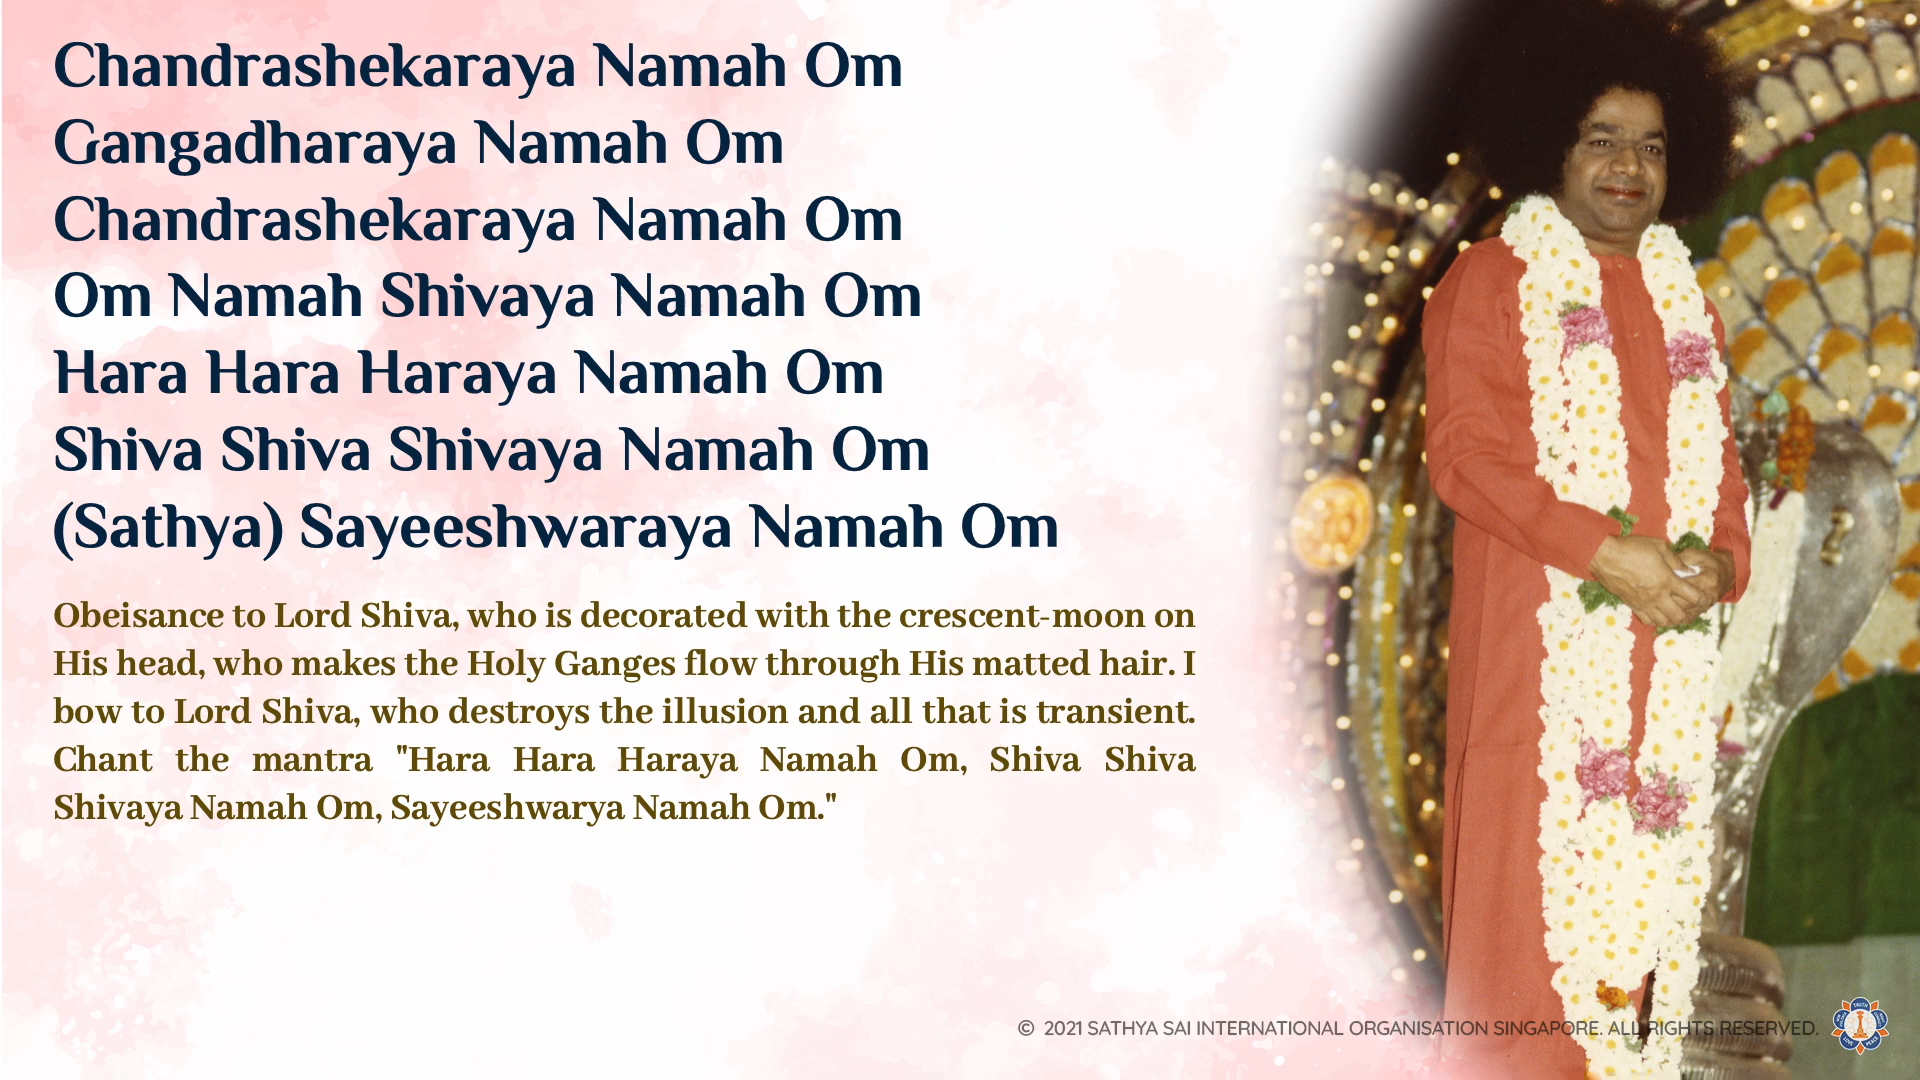 Chandrashekaraya Namah Om
Gangadharaya Namah Om
Chandrashekaraya Namah Om
Om Namah Shivaya Namah Om
Hara Hara Haraya Namah Om
Shiva Shiva Shivaya Namah Om
(Sathya) Sayeeshwaraya Namah Om
Obeisance to Lord Shiva, who is decorated with the crescent-moon on
His head, who makes the Holy Ganges flow through His matted hair. I
bow to Lord Shiva, who destroys the illusion and all that is transient.
Chant the mantra "Hara Hara Haraya Namah Om, Shiva Shiva
Shivaya Namah Om, Sayeeshwarya Namah Om."
© 2021 SATHYA SAI INTERNATIONAL ORGANISATION SINGAPORE. ALL RIGHTS RESERVED.
TRUTH
LOVE
PEACE